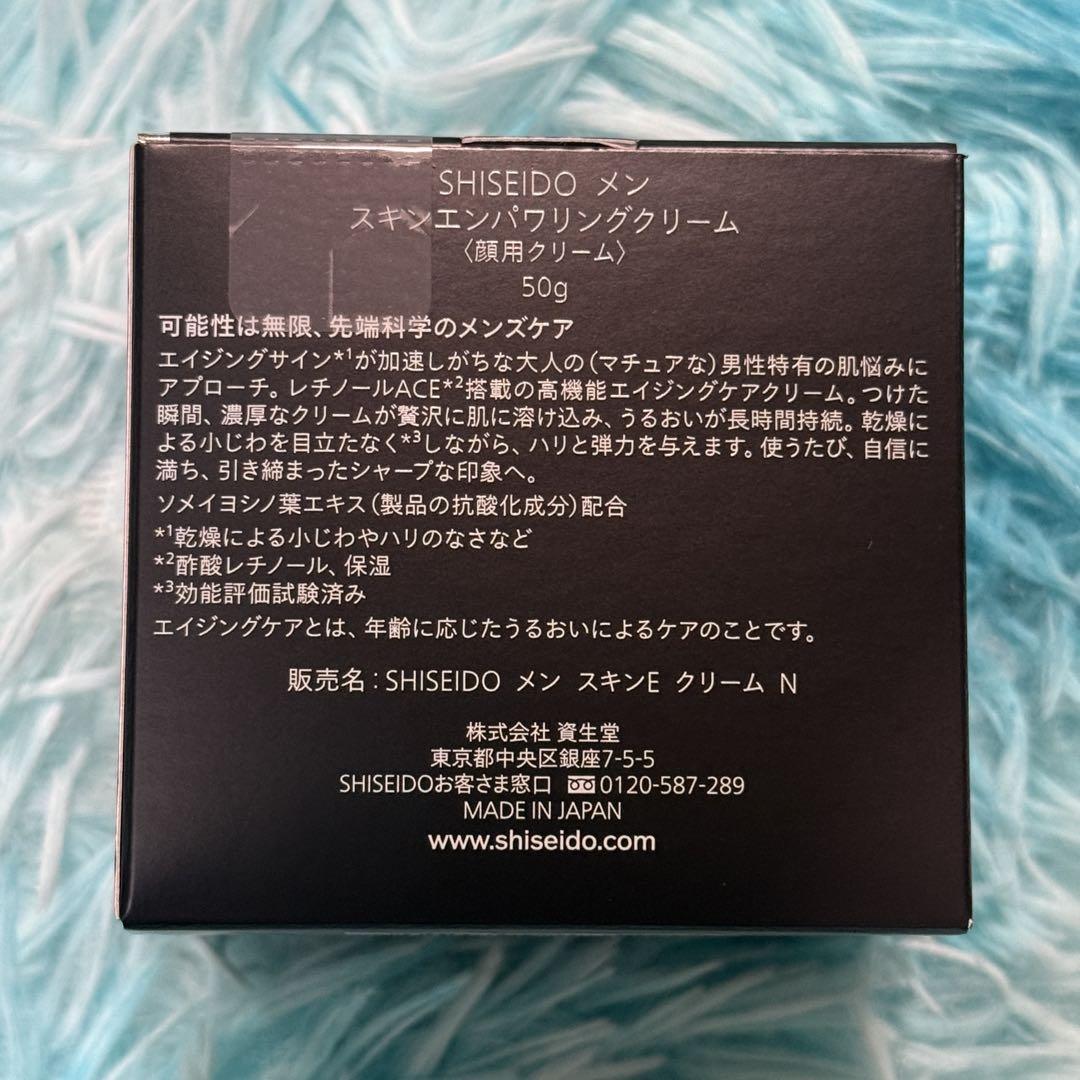 SHISEIDO メン
スキンエンパワリングクリーム
〈顔用クリーム〉
50g
可能性は無限、先端科学のメンズケア
エイジングサイン*1が加速しがちな大人の（マチュアな）男性特有の肌悩みに
アプローチ。レチノールACE*2搭載の高機能エイジングケアクリーム。つけた
瞬間、濃厚なクリームが贅沢に肌に溶け込み、うるおいが長時間持続。乾燥に
よる小じわを目立たなく*3しながら、ハリと弾力を与えます。使うたび、自信に
満ち、引き締まったシャープな印象へ。
ソメイヨシノ葉エキス（製品の抗酸化成分）配合
*1乾燥による小じわやハリのなさなど
*2酢酸レチノール、保湿
*3効能評価試験済み
エイジングケアとは、年齢に応じたうるおいによるケアのことです。
販売名：SHISEIDO メン スキンE クリーム N
株式会社 資生堂
東京都中央区銀座7-5-5
SHISEIDOお客さま窓口 0120-587-289
MADE IN JAPAN
www.shiseido.com